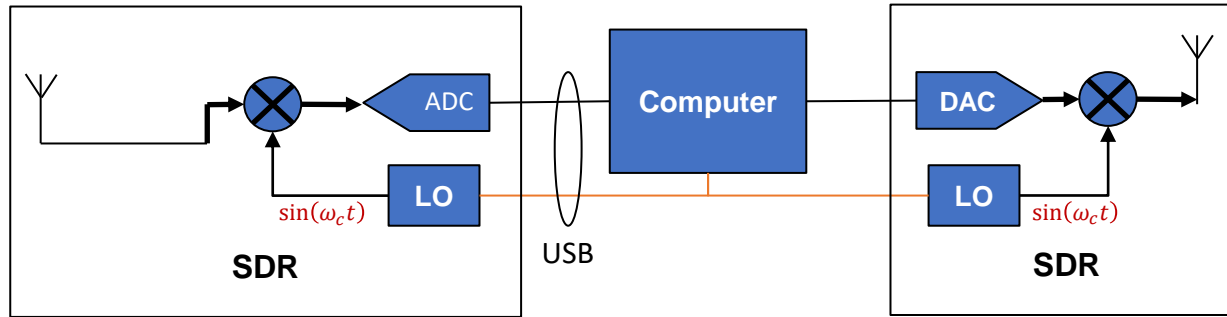 ADC
Computer
DAC
LO
LO
sin(ω_c t)
sin(ω_c t)
USB
SDR
SDR